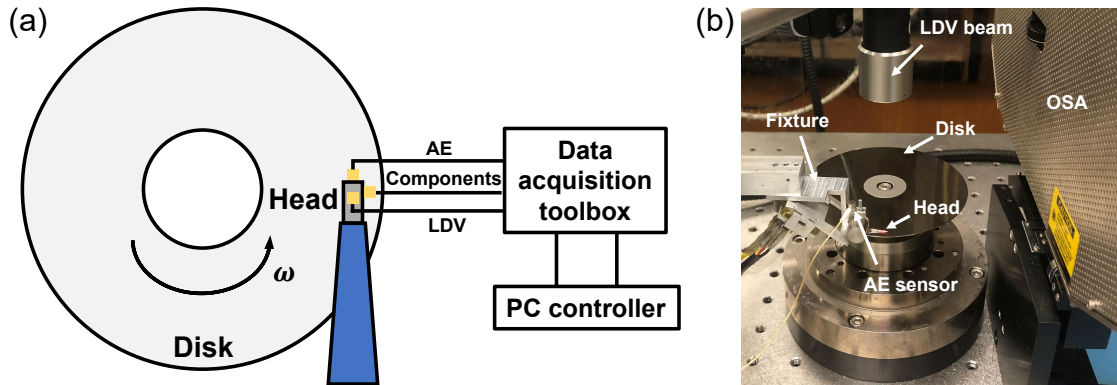 (a)
Head
AE
Components
LDV
Data
acquisition
toolbox
PC controller
ω
Disk
(b)
LDV beam
OSA
Fixture
Disk
Head
AE sensor